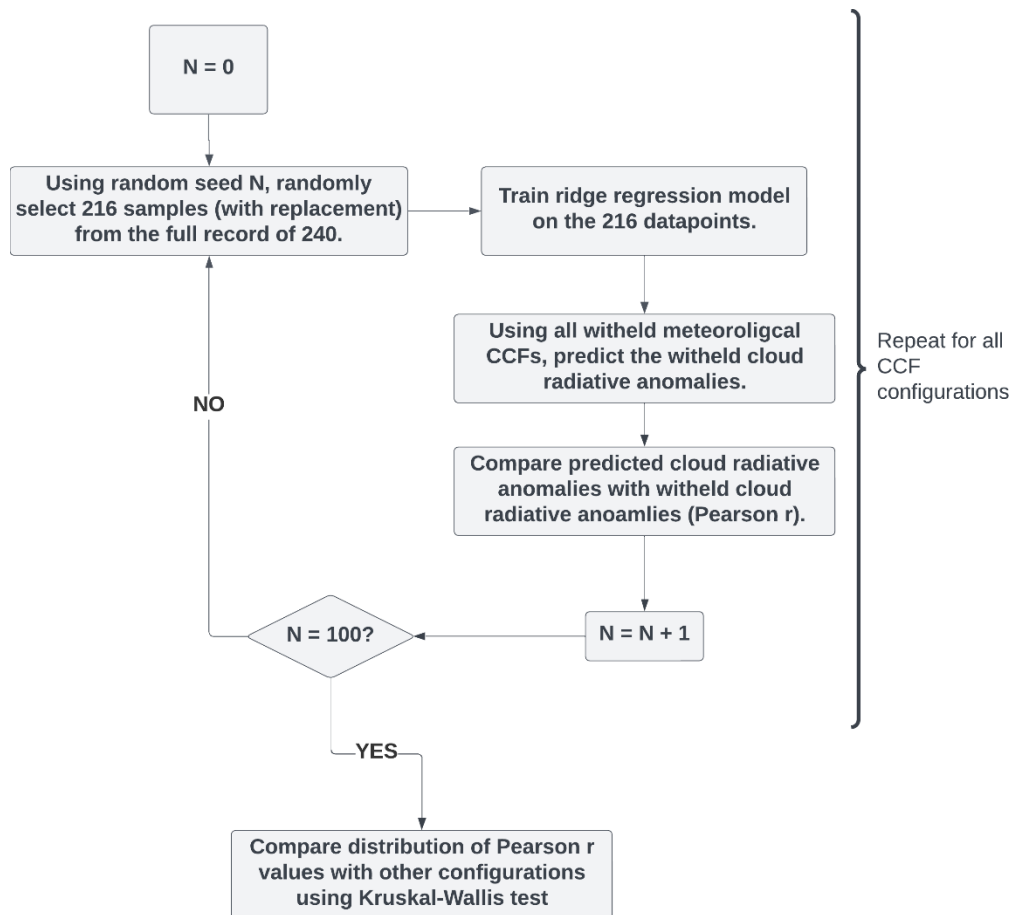 N = 0
Using random seed N, randomly
select 216 samples (with replacement)
from the full record of 240.
Train ridge regression model
on the 216 datapoints.
Using all witheld meteoroligcal
CCFs, predict the witheld cloud
radiative anomalies.
Repeat for all
CCF
configurations
NO
Compare predicted cloud radiative
anomalies with witheld cloud
radiative anoamlies (Pearson r).
N = 100?
N = N + 1
YES
Compare distribution of Pearson r
values with other configurations
using Kruskal-Wallis test